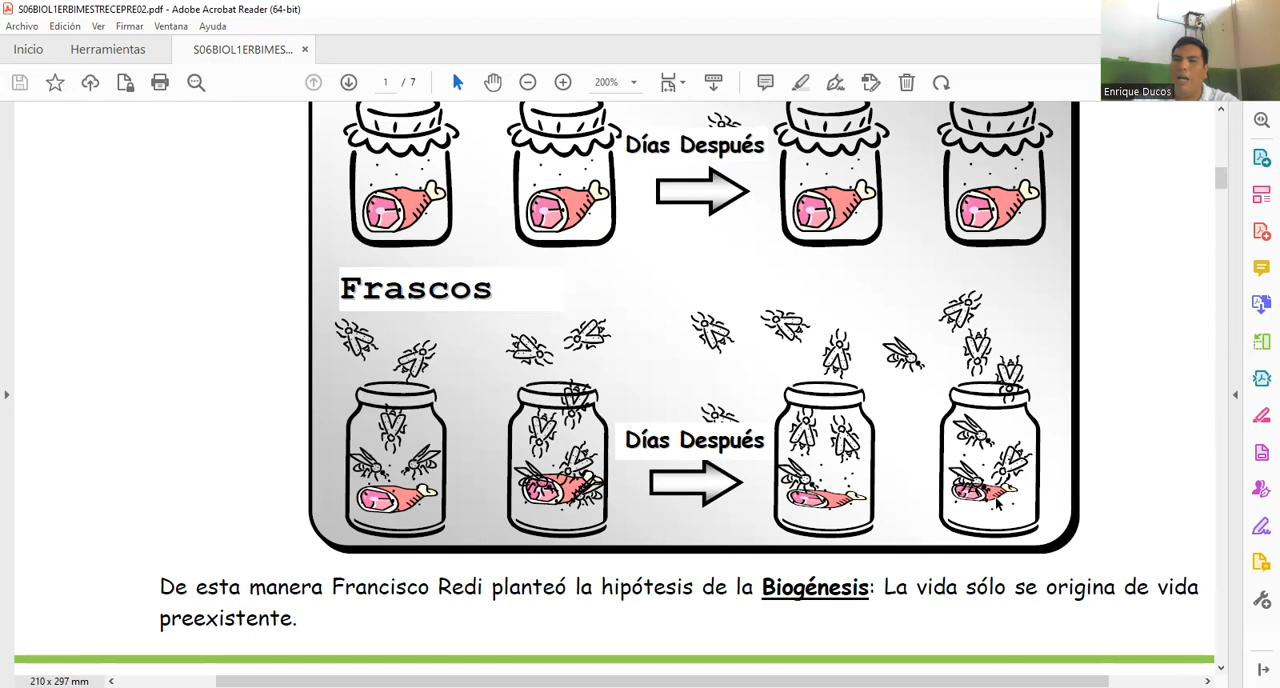 S06BIOL1ERBIMESTRECEPRE02.pdf - Adobe Acrobat Reader (64-bit)
Archivo Edición Ver Firmar Ventana Ayuda
Inicio Herramientas S06BIOL1ERBIMES... ×
1 / 7 200%
Enrique Ducos
Días Después
Frascos
Días Después
De esta manera Francisco Redi planteó la hipótesis de la Biogénesis: La vida sólo se origina de vida
preexistente.
210 x 297 mm